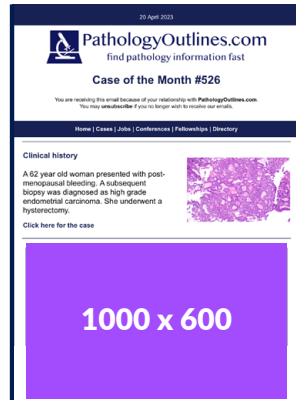 20 April 2023
PathologyOutlines.com
find pathology information fast
Case of the Month #526
You are receiving this email because of your relationship with PathologyOutlines.com.
You may unsubscribe if you no longer wish to receive our emails.
Home | Cases | Jobs | Conferences | Fellowships | Directory
Clinical history
A 62 year old woman presented with post-
menopausal bleeding. A subsequent
biopsy was diagnosed as high grade
endometrial carcinoma. She underwent a
hysterectomy.
Click here for the case
1000 x 600